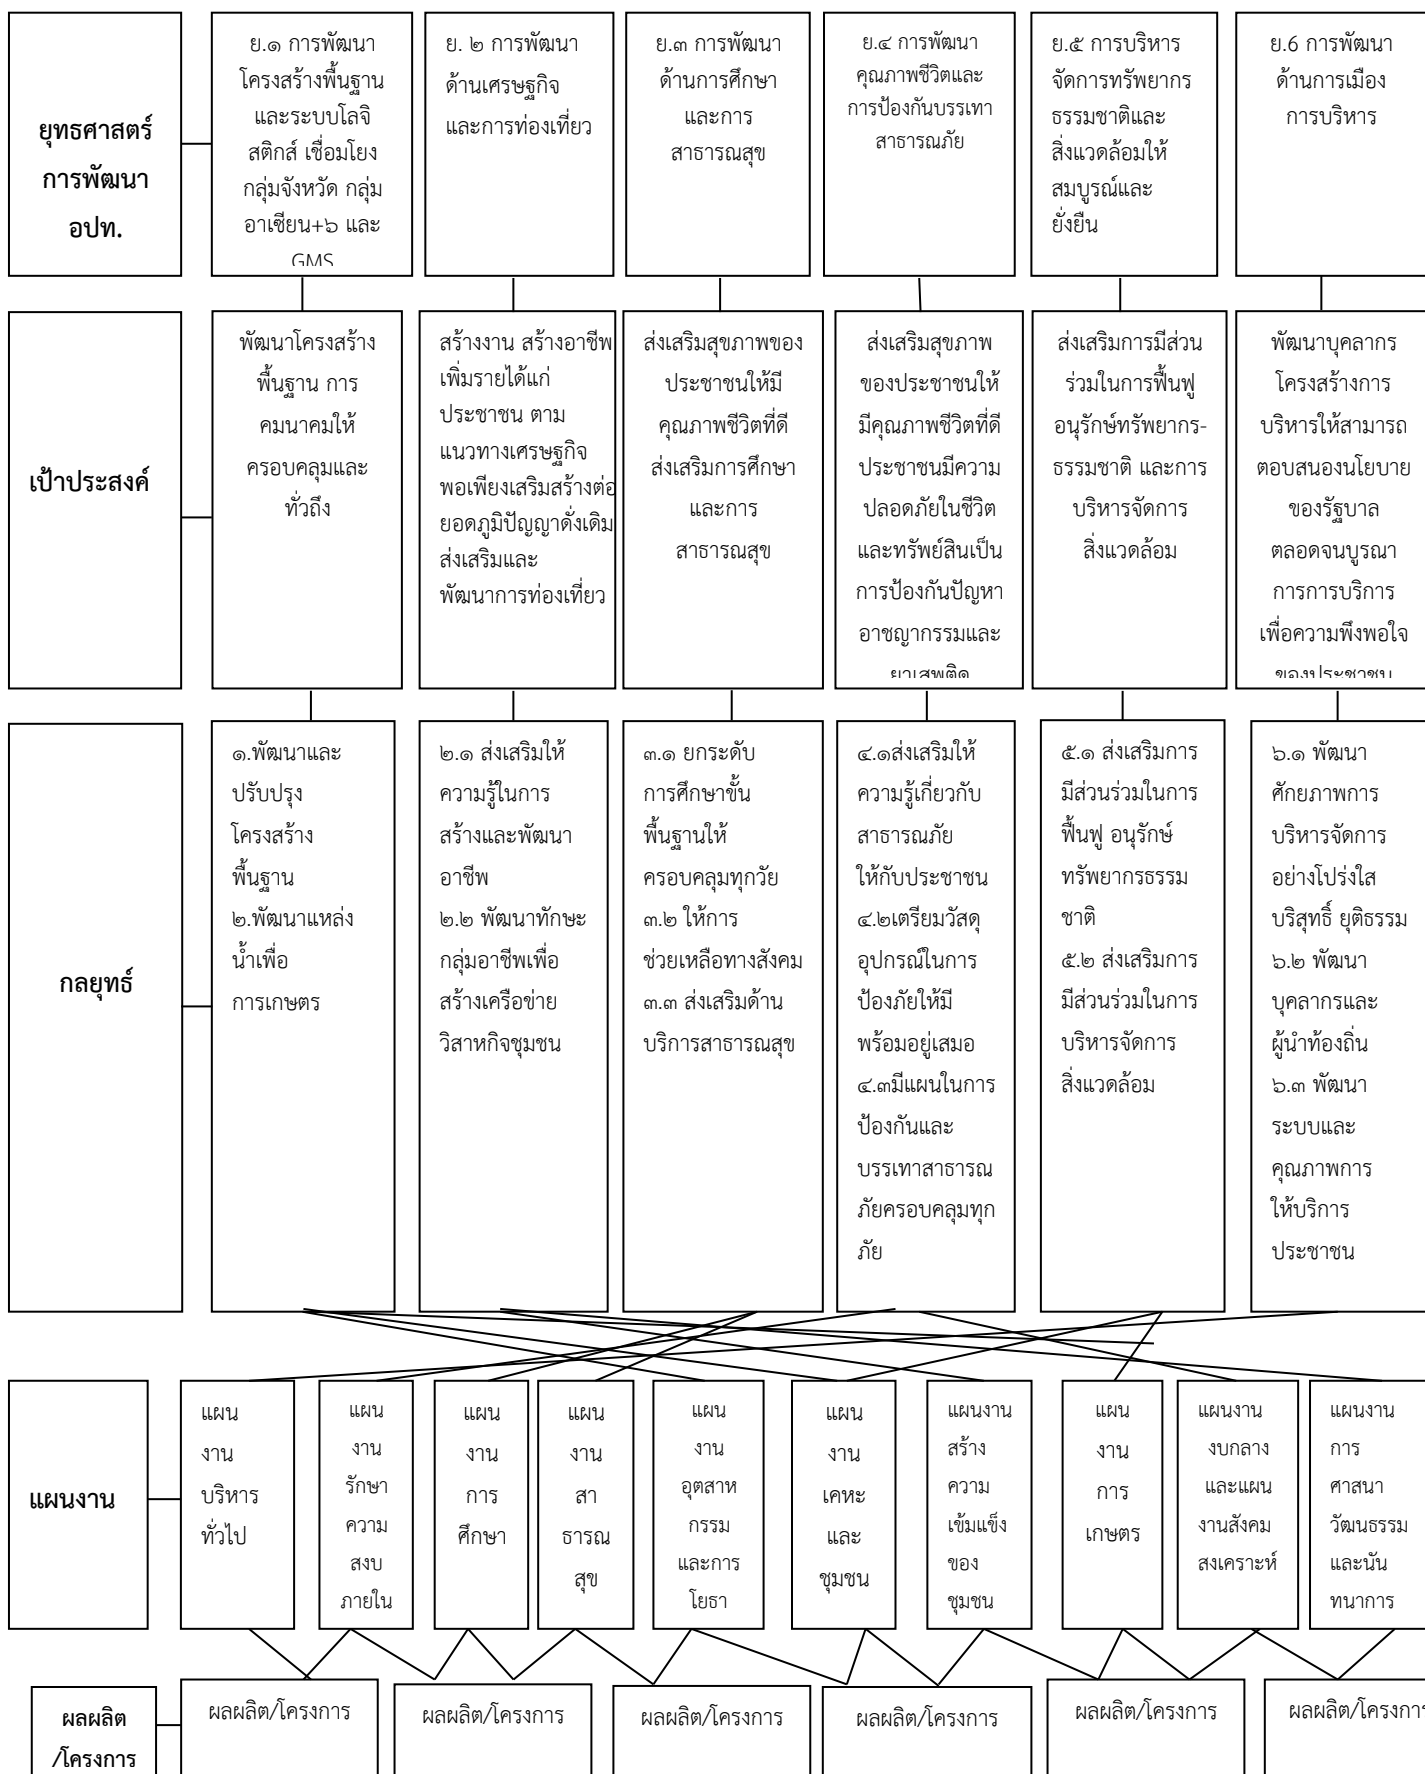 ยุทธศาสตร์
การพัฒนา
อปท.
ย.๑ การพัฒนา
โครงสร้างพื้นฐาน
และระบบโลจิ
สติกส์ เชื่อมโยง
กลุ่มจังหวัด กลุ่ม
อาเซียน+๖ และ
GMS
ย. ๒ การพัฒนา
ด้านเศรษฐกิจ
และการท่องเที่ยว
ย.๓ การพัฒนา
ด้านการศึกษา
และการ
สาธารณสุข
ย.๔ การพัฒนา
คุณภาพชีวิตและ
การป้องกันบรรเทา
สาธารณภัย
ย.๕ การบริหาร
จัดการทรัพยากร
ธรรมชาติและ
สิ่งแวดล้อมให้
สมบูรณ์และ
ยั่งยืน
ย.6 การพัฒนา
ด้านการเมือง
การบริหาร
เป้าประสงค์
พัฒนาโครงสร้าง
พื้นฐาน การ
คมนาคมให้
ครอบคลุมและ
ทั่วถึง
สร้างงาน สร้างอาชีพ
เพิ่มรายได้แก่
ประชาชน ตาม
แนวทางเศรษฐกิจ
พอเพียงเสริมสร้างต่อ
ยอดภูมิปัญญาดั่งเดิม
ส่งเสริมและ
พัฒนาการท่องเที่ยว
ส่งเสริมสุขภาพของ
ประชาชนให้มี
คุณภาพชีวิตที่ดี
ส่งเสริมการศึกษา
และการ
สาธารณสุข
ส่งเสริมสุขภาพ
ของประชาชนให้
มีคุณภาพชีวิตที่ดี
ประชาชนมีความ
ปลอดภัยในชีวิต
และทรัพย์สินเป็น
การป้องกันปัญหา
อาชญากรรมและ
ยาเสพติด
ส่งเสริมการมีส่วน
ร่วมในการฟื้นฟู
อนุรักษ์ทรัพยากร-
ธรรมชาติ และการ
บริหารจัดการ
สิ่งแวดล้อม
พัฒนาบุคลากร
โครงสร้างการ
บริหารให้สามารถ
ตอบสนองนโยบาย
ของรัฐบาล
ตลอดจนบูรณา
การการบริการ
เพื่อความพึงพอใจ
ของประชาชน
กลยุทธ์
๑.พัฒนาและ
ปรับปรุง
โครงสร้าง
พื้นฐาน
๒.พัฒนาแหล่ง
น้ำเพื่อ
การเกษตร
๒.๑ ส่งเสริมให้
ความรู้ในการ
สร้างและพัฒนา
อาชีพ
๒.๒ พัฒนาทักษะ
กลุ่มอาชีพเพื่อ
สร้างเครือข่าย
วิสาหกิจชุมชน
๓.๑ ยกระดับ
การศึกษาขั้น
พื้นฐานให้
ครอบคลุมทุกวัย
๓.๒ ให้การ
ช่วยเหลือทางสังคม
๓.๓ ส่งเสริมด้าน
บริการสาธารณสุข
๔.๑ส่งเสริมให้
ความรู้เกี่ยวกับ
สาธารณภัย
ให้กับประชาชน
๔.๒เตรียมวัสดุ
อุปกรณ์ในการ
ป้องภัยให้มี
พร้อมอยู่เสมอ
๔.๓มีแผนในการ
ป้องกันและ
บรรเทาสาธารณ
ภัยครอบคลุมทุก
ภัย
๕.๑ ส่งเสริมการ
มีส่วนร่วมในการ
ฟื้นฟู อนุรักษ์
ทรัพยากรธรรม
ชาติ
๕.๒ ส่งเสริมการ
มีส่วนร่วมในการ
บริหารจัดการ
สิ่งแวดล้อม
๖.๑ พัฒนา
ศักยภาพการ
บริหารจัดการ
อย่างโปร่งใส
บริสุทธิ์ ยุติธรรม
๖.๒ พัฒนา
บุคลากรและ
ผู้นำท้องถิ่น
๖.๓ พัฒนา
ระบบและ
คุณภาพการ
ให้บริการ
ประชาชน
แผนงาน
แผน
งาน
บริหาร
ทั่วไป
แผน
งาน
รักษา
ความ
สงบ
ภายใน
แผน
งาน
การ
ศึกษา
แผน
งาน
สา
ธารณ
สุข
แผน
งาน
อุตสาห
กรรม
และการ
โยธา
แผน
งาน
เคหะ
และ
ชุมชน
แผนงาน
สร้าง
ความ
เข้มแข็ง
ของ
ชุมชน
แผน
งาน
การ
เกษตร
แผนงาน
งบกลาง
และแผน
งานสังคม
สงเคราะห์
แผนงาน
การ
ศาสนา
วัฒนธรรม
และนัน
ทนาการ
ผลผลิต
/โครงการ
ผลผลิต/โครงการ
ผลผลิต/โครงการ
ผลผลิต/โครงการ
ผลผลิต/โครงการ
ผลผลิต/โครงการ
ผลผลิต/โครงการ